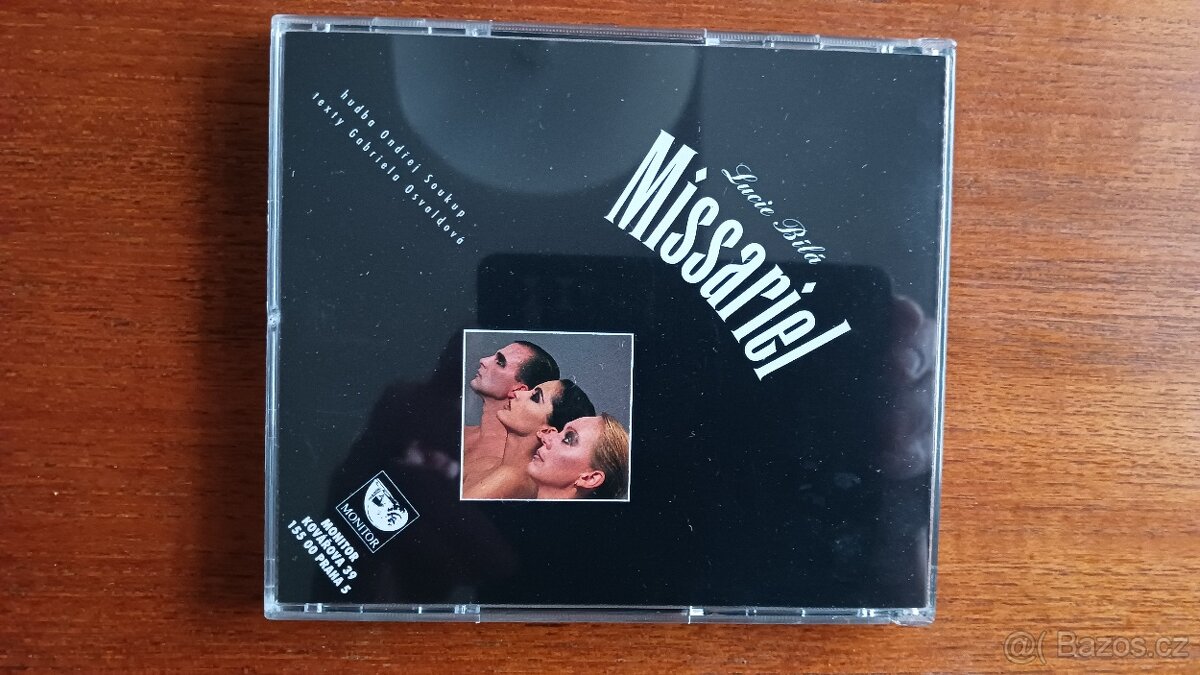 hudba Ondřej Soukup
texty Gabriela Osvaldová
Lucie Bílá
Missariel
MONITOR
MONITOR
KOVÁŘOVA 39
155 00 PRAHA 5
@( Bazos.cz